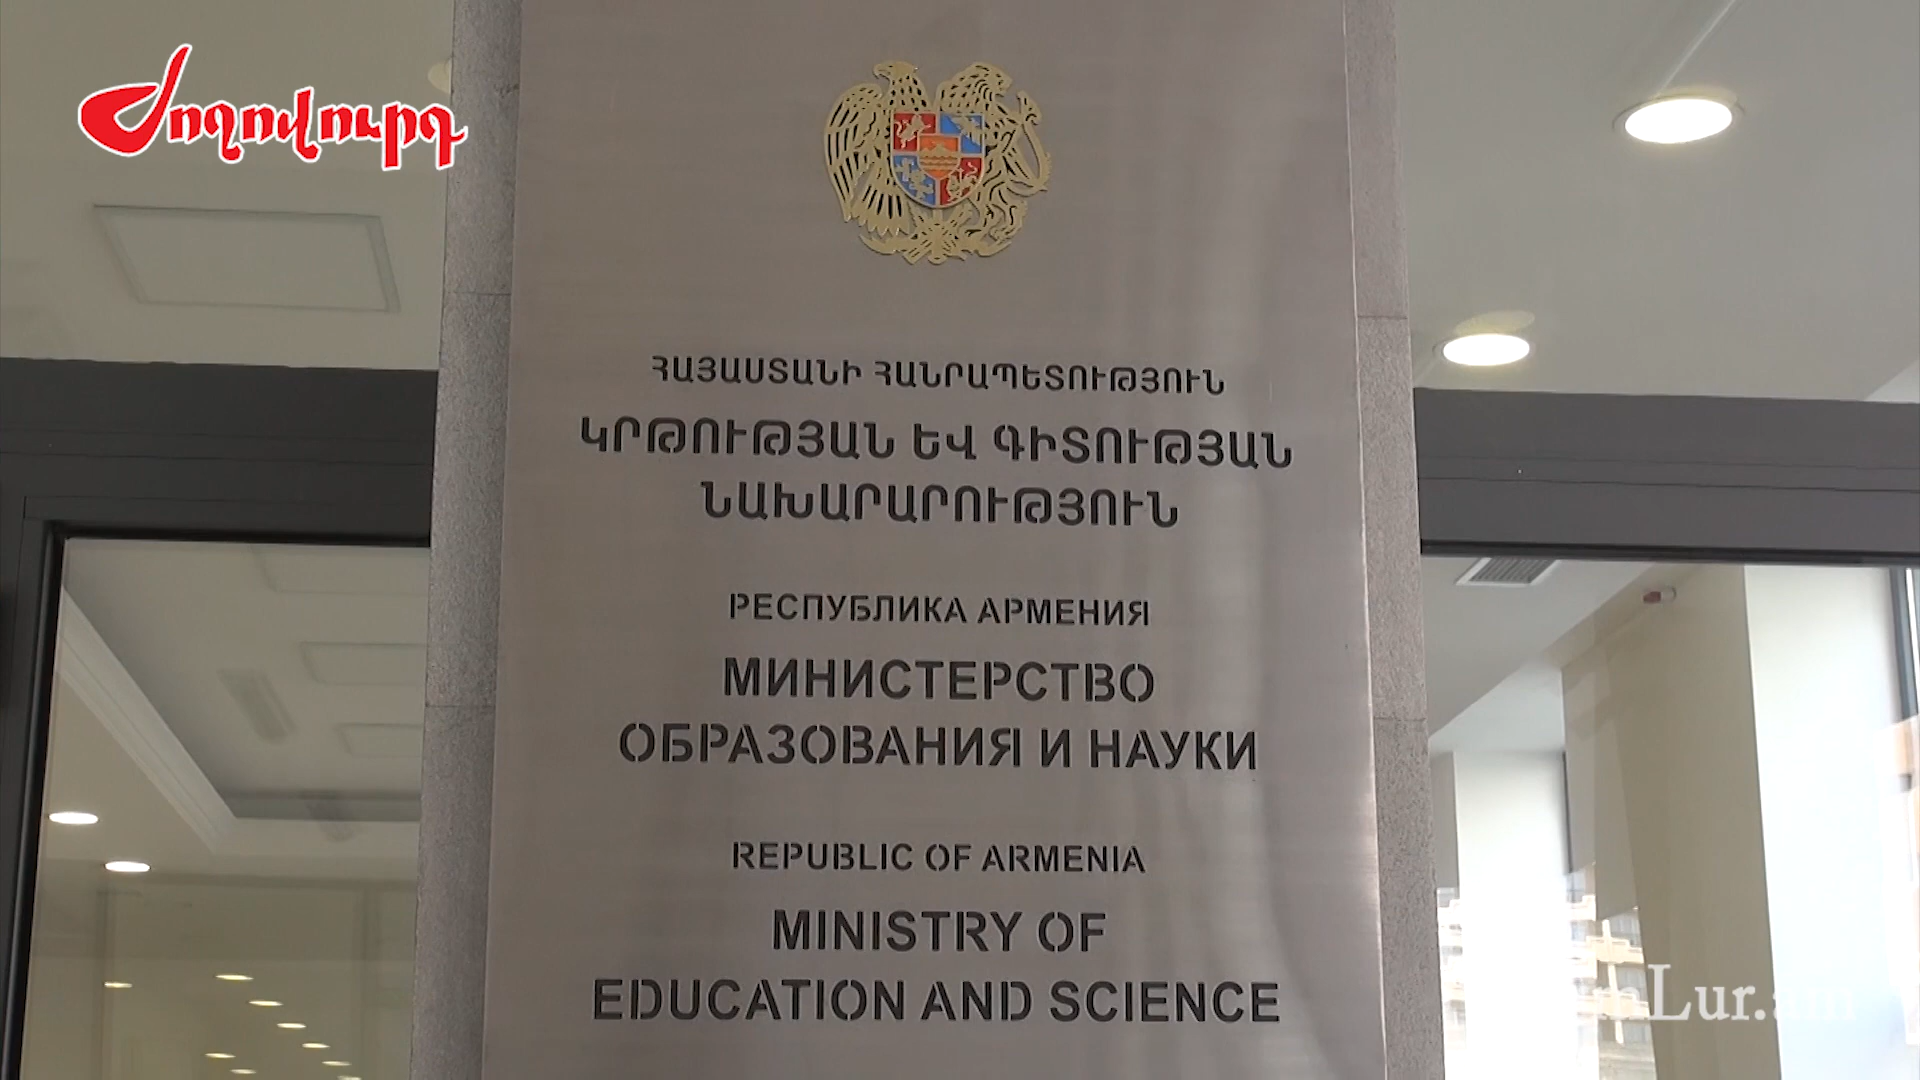 Ժողովուրդ
ՀԱՅԱՍՏԱՆԻ ՀԱՆՐԱՊԵՏՈՒԹՅՈՒՆ
ԿՐԹՈՒԹՅԱՆ ԵՎ ԳԻՏՈՒԹՅԱՆ
ՆԱԽԱՐԱՐՈՒԹՅՈՒՆ
РЕСПУБЛИКА АРМЕНИЯ
МИНИСТЕРСТВО
ОБРАЗОВАНИЯ И НАУКИ
REPUBLIC OF ARMENIA
MINISTRY OF
EDUCATION AND SCIENCE